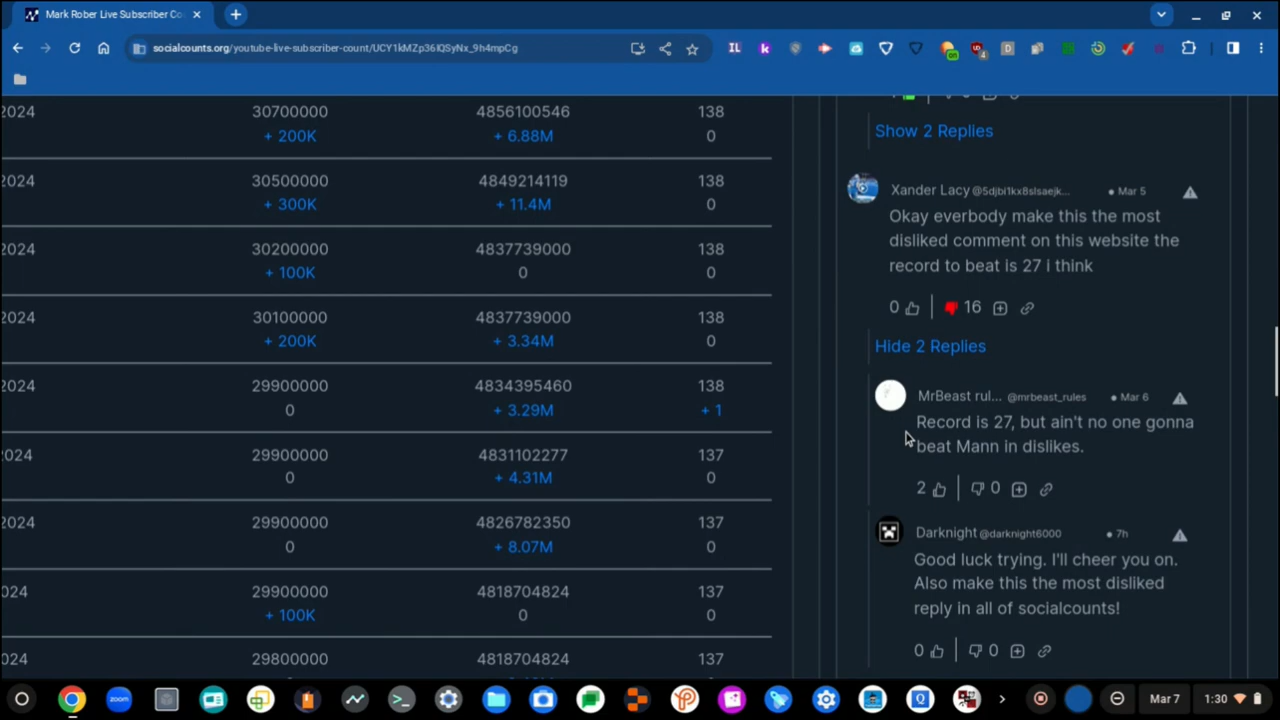 Mark Rober Live Subscriber Co
socialcounts.org/youtube-live-subscriber-count/UCY1kMZp36IQSyNx_9h4mpCg
2024 30700000 4856100546 138
+ 200K + 6.88M 0
30500000 4849214119 138
2024
+ 300K + 11.4M 0
2024 30200000 4837739000 138
+ 100K 0 0
2024 30100000 4837739000 138
+ 200K + 3.34M 0
2024 29900000 4834395460 138
0 + 3.29M + 1
2024 29900000 4831102277 137
0 + 4.31M 0
2024 29900000 4826782350 137
0 + 8.07M 0
024 29900000 4818704824 137
+ 100K 0 0
024 29800000 4818704824 137
Show 2 Replies
Xander Lacy @5djbi1kx8slsaejk... • Mar 5
Okay everbody make this the most
disliked comment on this website the
record to beat is 27 i think
0 16
Hide 2 Replies
MrBeast rul... @mrbeast_rules • Mar 6
Record is 27, but ain't no one gonna
beat Mann in dislikes.
2 0
Darknight @darknight6000 • 7h
Good luck trying. I'll cheer you on.
Also make this the most disliked
reply in all of socialcounts!
0 0
zoom
Mar 7 1:30